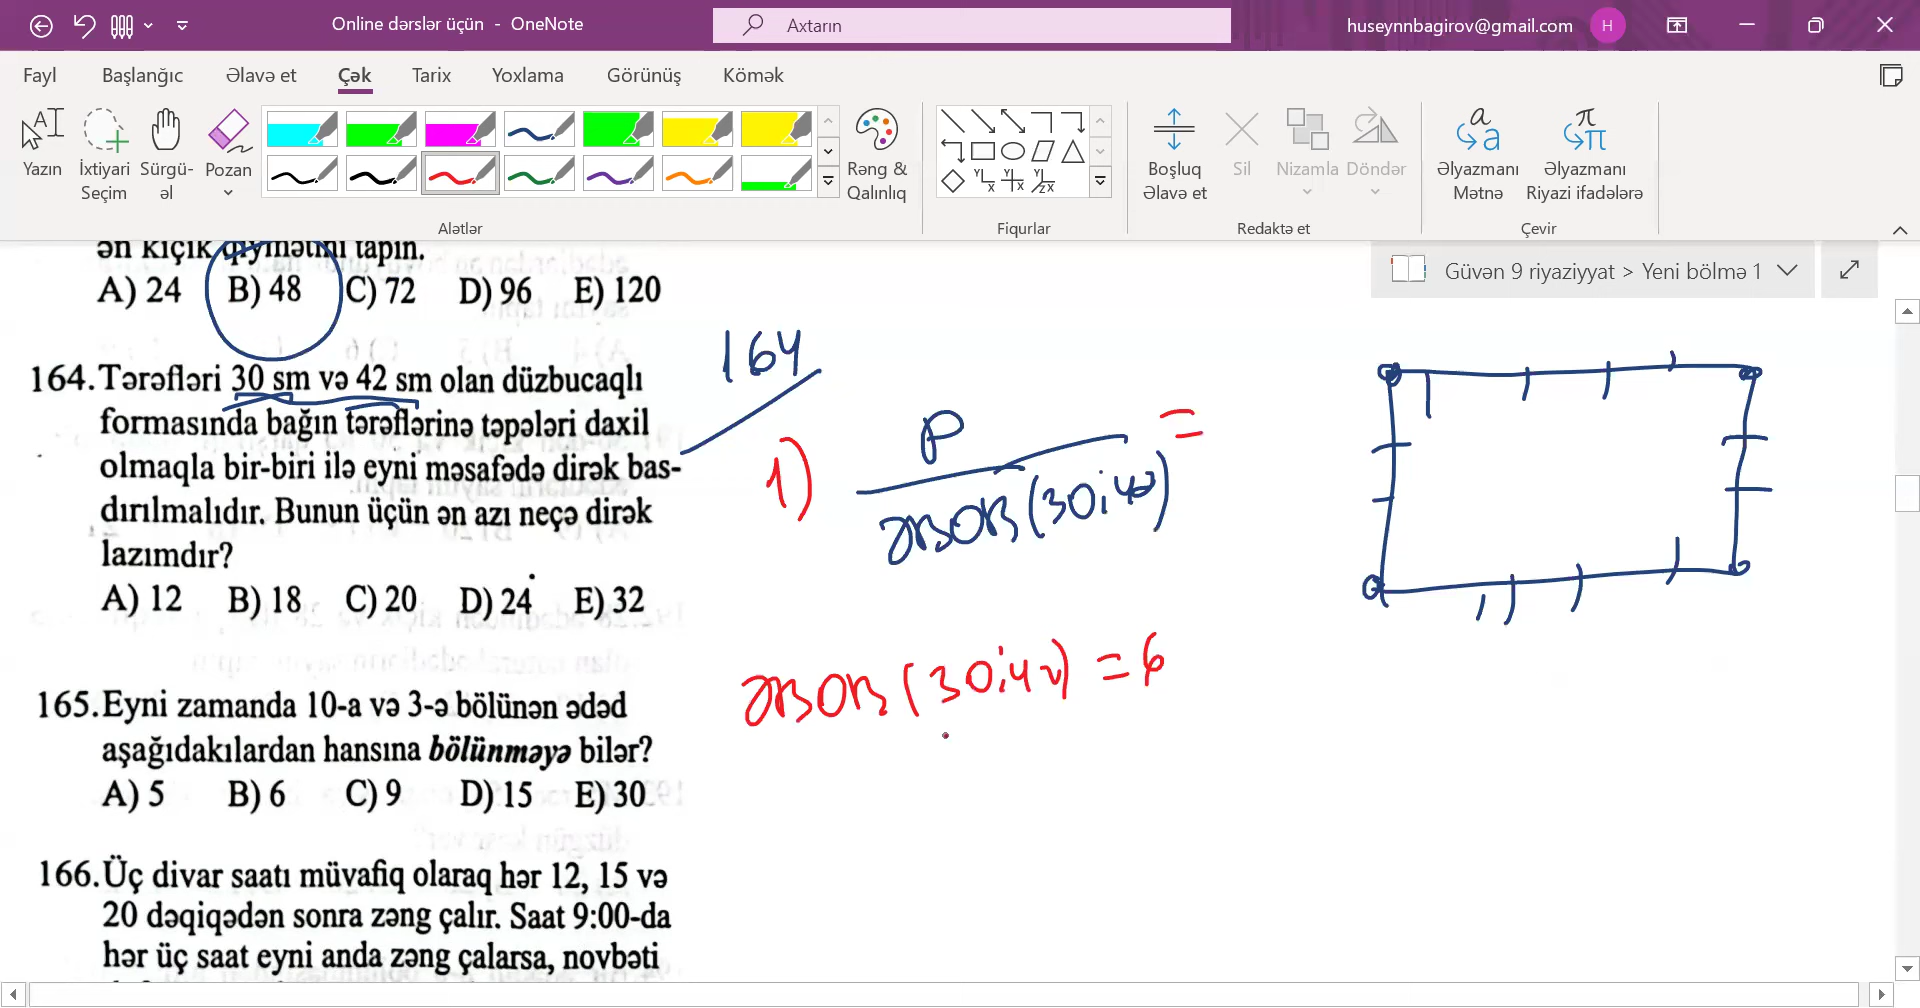 Online dərslər üçün - OneNote
Axtarın
huseynnbagirov@gmail.com
H
Fayl Başlanğıc Əlavə et Çək Tarix Yoxlama Görünüş Kömək
Yazın
İxtiyari Seçim
Sürgü-əl
Pozan
Rəng & Qalınlıq
Boşluq Əlavə et
Sil
Nizamla
Döndər
Əlyazmanı Mətnə
Əlyazmanı Riyazi ifadələrə
Alətlər
Fiqurlar
Redaktə et
Çevir
Güvən 9 riyaziyyat > Yeni bölmə 1
ən kiçik qiymətini tapın.
A) 24 B) 48 C) 72 D) 96 E) 120
164. Tərəfləri 30 sm və 42 sm olan düzbucaqlı
formasında bağın tərəflərinə təpələri daxil
olmaqla bir-biri ilə eyni məsafədə dirək bas-
dırılmalıdır. Bunun üçün ən azı neçə dirək
lazımdır?
A) 12 B) 18 C) 20 D) 24 E) 32
165. Eyni zamanda 10-a və 3-ə bölünən ədəd
aşağıdakılardan hansına bölünməyə bilər?
A) 5 B) 6 C) 9 D) 15 E) 30
166. Üç divar saatı müvafiq olaraq hər 12, 15 və
20 dəqiqədən sonra zəng çalır. Saat 9:00-da
hər üç saat eyni anda zəng çalarsa, novbəti
164
1)
P =
ƏBOB(30;42)
ƏBOB(30;42) = 6